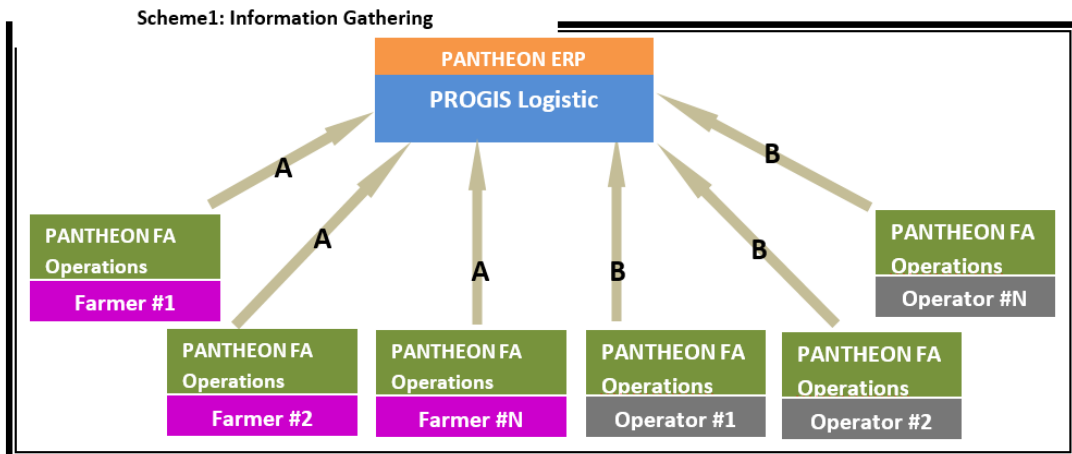 Scheme1: Information Gathering
PANTHEON ERP
PROGIS Logistic
A
A
A
B
B
B
PANTHEON FA
Operations
Farmer #1
PANTHEON FA
Operations
Farmer #2
PANTHEON FA
Operations
Farmer #N
PANTHEON FA
Operations
Operator #1
PANTHEON FA
Operations
Operator #2
PANTHEON FA
Operations
Operator #N